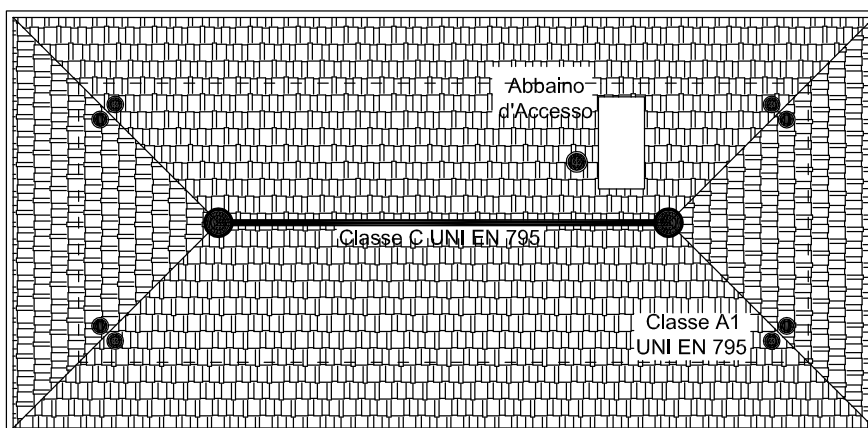 Abbaino
d'Accesso
Classe C UNI EN 795
Classe A1
UNI EN 795